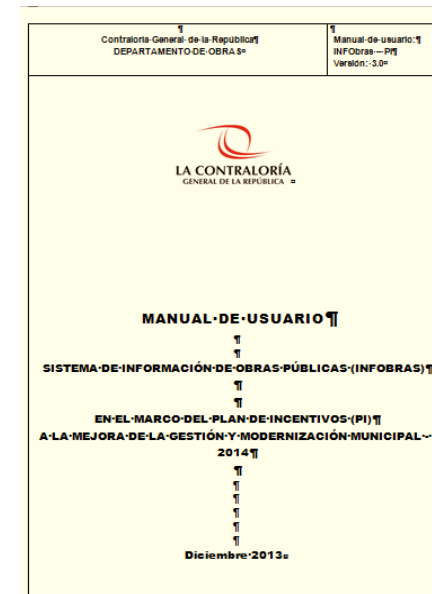 Contraloría General de la República
DEPARTAMENTO DE OBRAS
Manual de usuario:
INFObras – PI
Versión: 3.0
LA CONTRALORÍA
GENERAL DE LA REPÚBLICA
MANUAL DE USUARIO
SISTEMA DE INFORMACIÓN DE OBRAS PÚBLICAS (INFOBRAS)
EN EL MARCO DEL PLAN DE INCENTIVOS (PI)
A LA MEJORA DE LA GESTIÓN Y MODERNIZACIÓN MUNICIPAL -
2014
Diciembre 2013